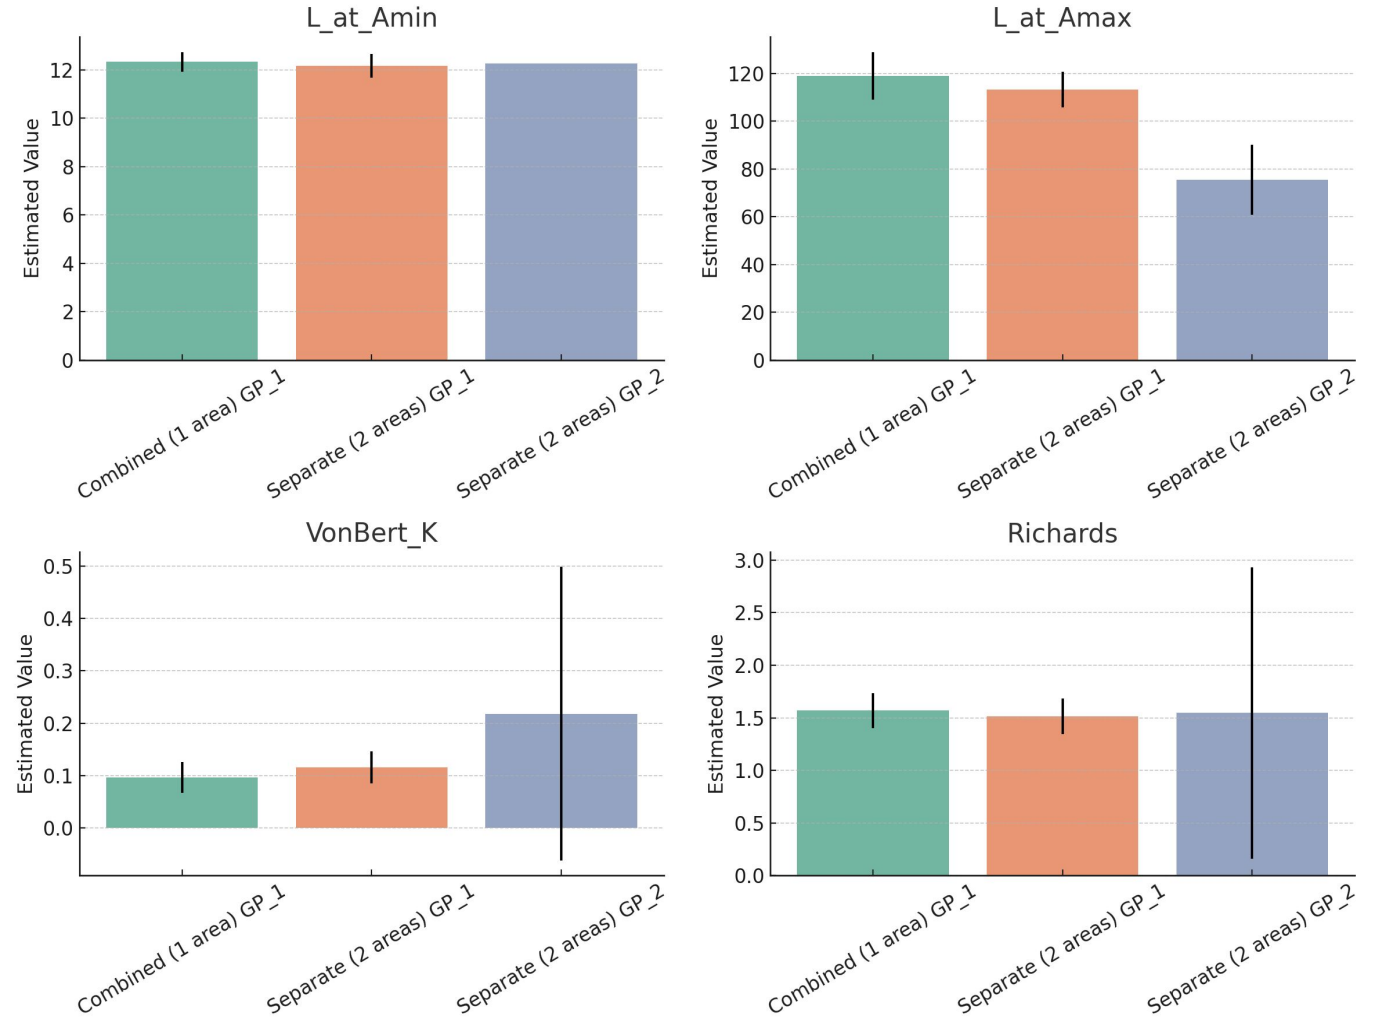 L_at_Amin
Estimated Value
12
10
8
6
4
2
0
Combined (1 area) GP_1
Separate (2 areas) GP_1
Separate (2 areas) GP_2
L_at_Amax
Estimated Value
120
100
80
60
40
20
0
Combined (1 area) GP_1
Separate (2 areas) GP_1
Separate (2 areas) GP_2
VonBert_K
Estimated Value
0.5
0.4
0.3
0.2
0.1
0.0
Combined (1 area) GP_1
Separate (2 areas) GP_1
Separate (2 areas) GP_2
Richards
Estimated Value
3.0
2.5
2.0
1.5
1.0
0.5
0.0
Combined (1 area) GP_1
Separate (2 areas) GP_1
Separate (2 areas) GP_2